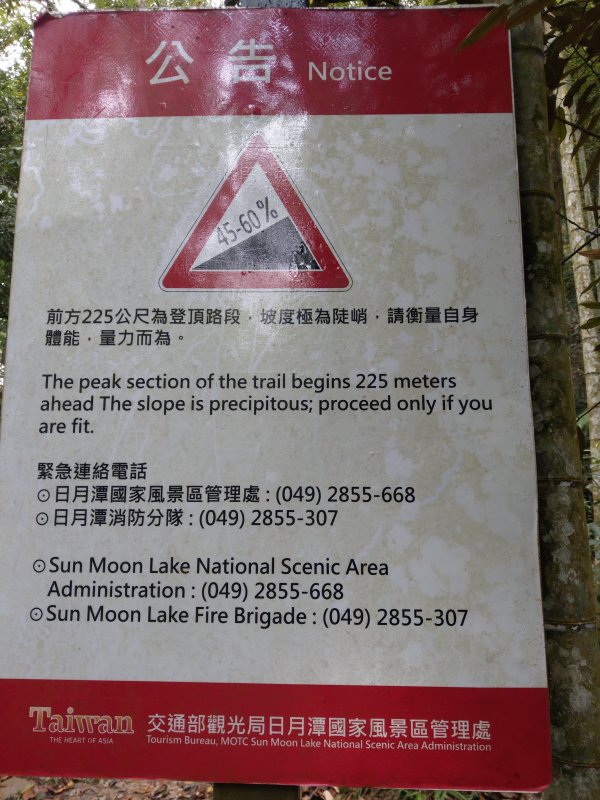 公告 Notice
45-60%
前方225公尺為登頂路段，坡度極為陡峭，請衡量自身
體能，量力而為。
The peak section of the trail begins 225 meters
ahead The slope is precipitous; proceed only if you
are fit.
緊急連絡電話
⊙日月潭國家風景區管理處 : (049) 2855-668
⊙日月潭消防分隊 : (049) 2855-307
⊙Sun Moon Lake National Scenic Area
Administration : (049) 2855-668
⊙Sun Moon Lake Fire Brigade : (049) 2855-307
Taiwan 交通部觀光局日月潭國家風景區管理處
THE HEART OF ASIA Tourism Bureau, MOTC Sun Moon Lake National Scenic Area Administration